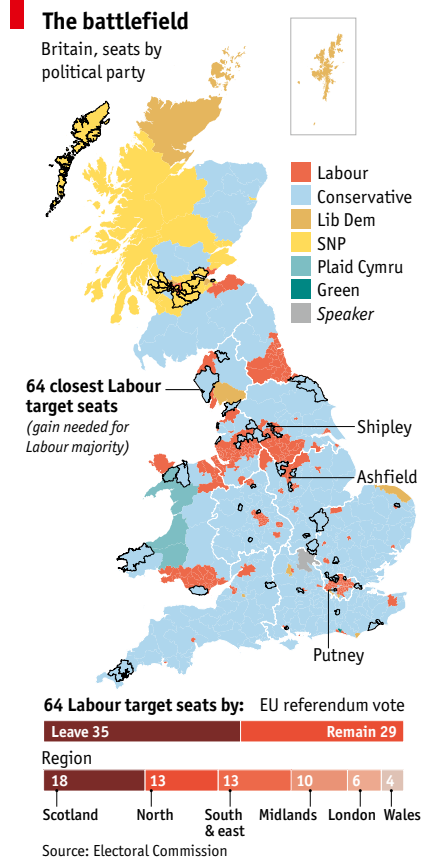 The battlefield
Britain, seats by
political party
Labour
Conservative
Lib Dem
SNP
Plaid Cymru
Green
Speaker
64 closest Labour
target seats
(gain needed for
Labour majority)
Shipley
Ashfield
Putney
64 Labour target seats by: EU referendum vote
Leave 35 Remain 29
Region
18 13 13 10 6 4
Scotland North South & east Midlands London Wales
Source: Electoral Commission